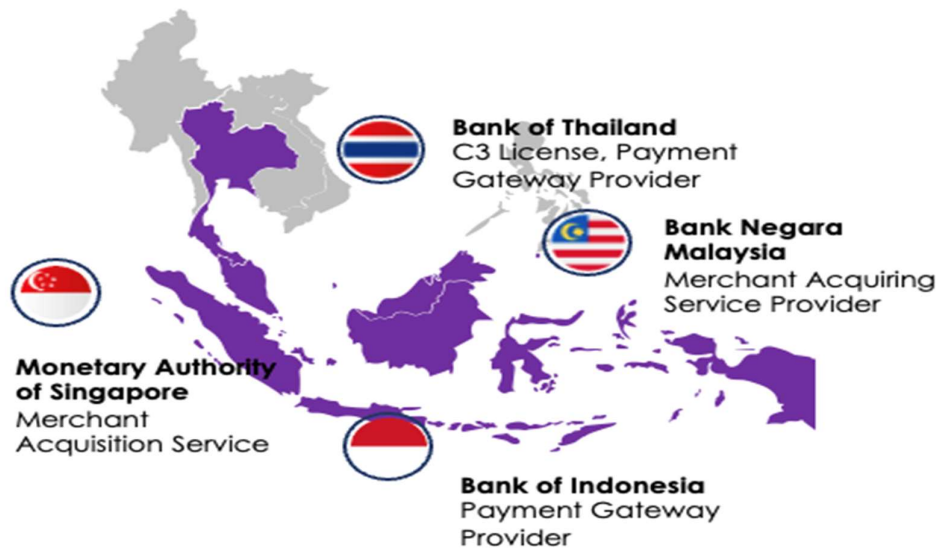 Bank of Thailand
C3 License, Payment
Gateway Provider
Bank Negara
Malaysia
Merchant Acquiring
Service Provider
Monetary Authority
of Singapore
Merchant
Acquisition Service
Bank of Indonesia
Payment Gateway
Provider